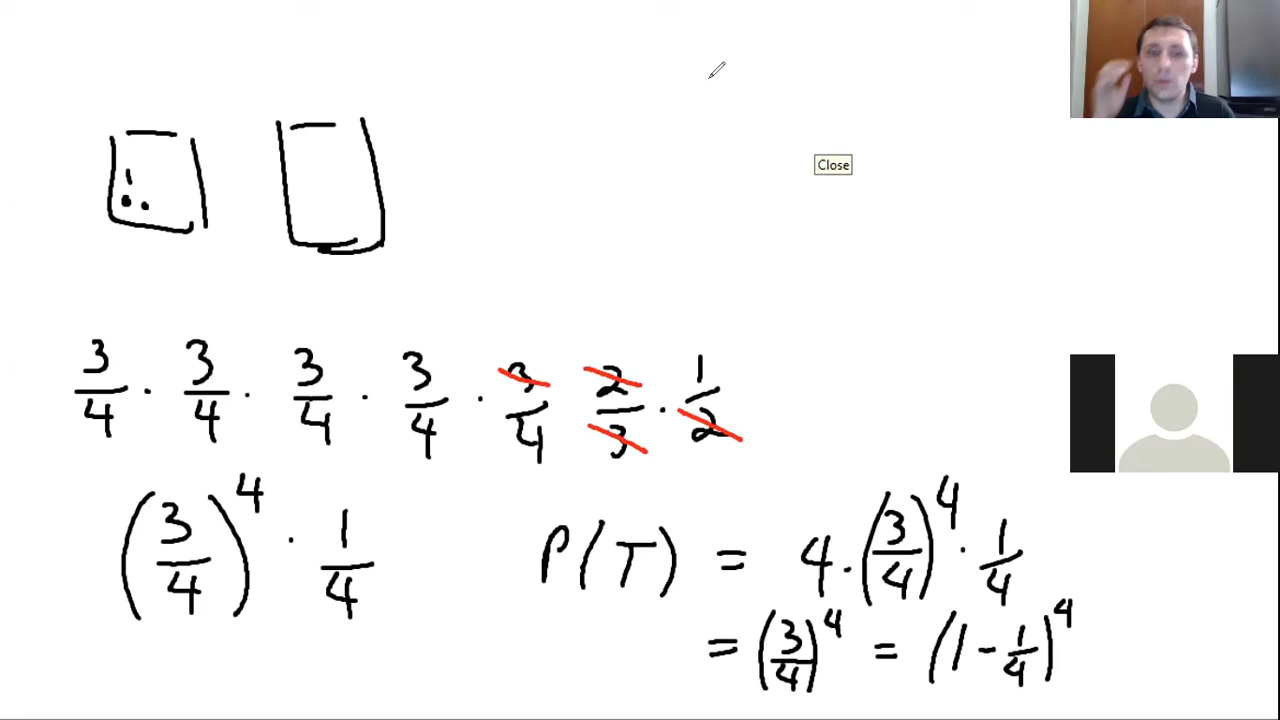 Close
3/4 · 3/4 · 3/4 · 3/4 · 3/4 2/3 · 1/2
(3/4)^4 · 1/4
P(T) = 4 · (3/4)^4 · 1/4
= (3/4)^4 = (1 - 1/4)^4